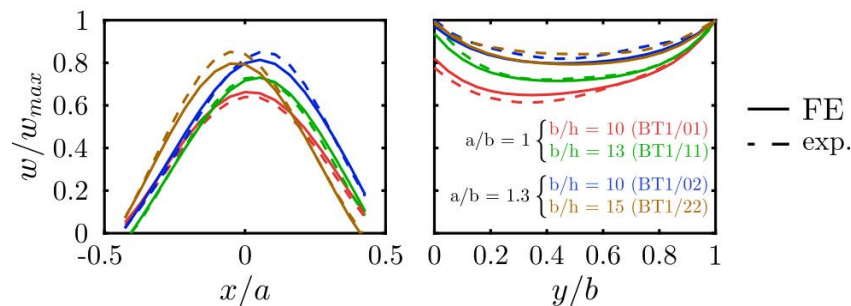 w/w_max
1
0.8
0.6
0.4
0.2
0
-0.5 0 0.5
x/a
0 0.2 0.4 0.6 0.8 1
y/b
a/b = 1 { b/h = 10 (BT1/01)
b/h = 13 (BT1/11)
a/b = 1.3 { b/h = 10 (BT1/02)
b/h = 15 (BT1/22)
FE
exp.